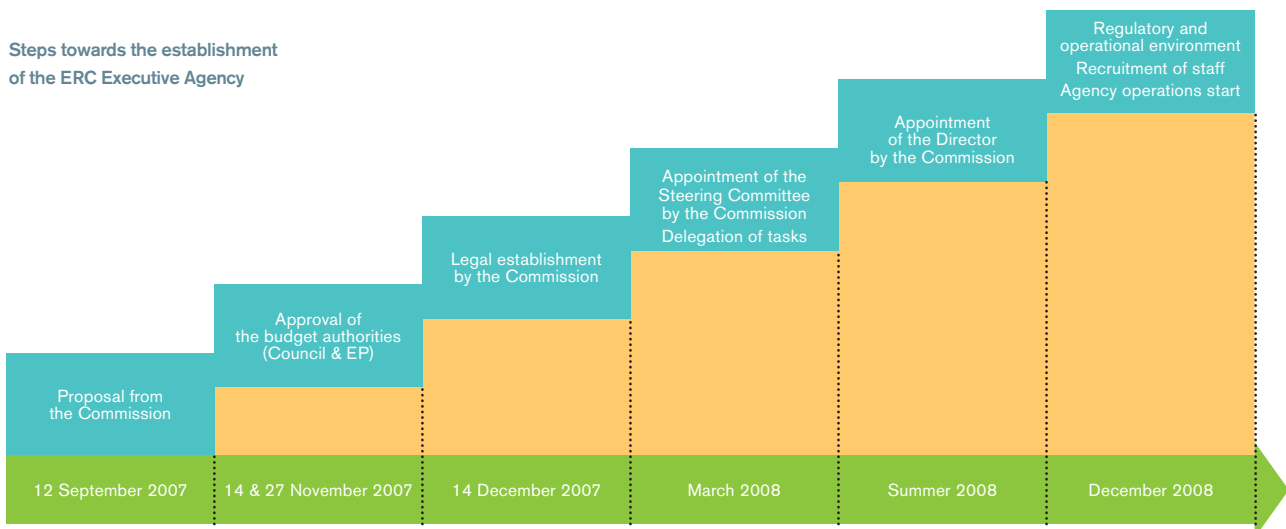 Steps towards the establishment
of the ERC Executive Agency
Proposal from
the Commission
Approval of
the budget authorities
(Council & EP)
Legal establishment
by the Commission
Appointment of the
Steering Committee
by the Commission
Delegation of tasks
Appointment
of the Director
by the Commission
Regulatory and
operational environment
Recruitment of staff
Agency operations start
12 September 2007
14 & 27 November 2007
14 December 2007
March 2008
Summer 2008
December 2008